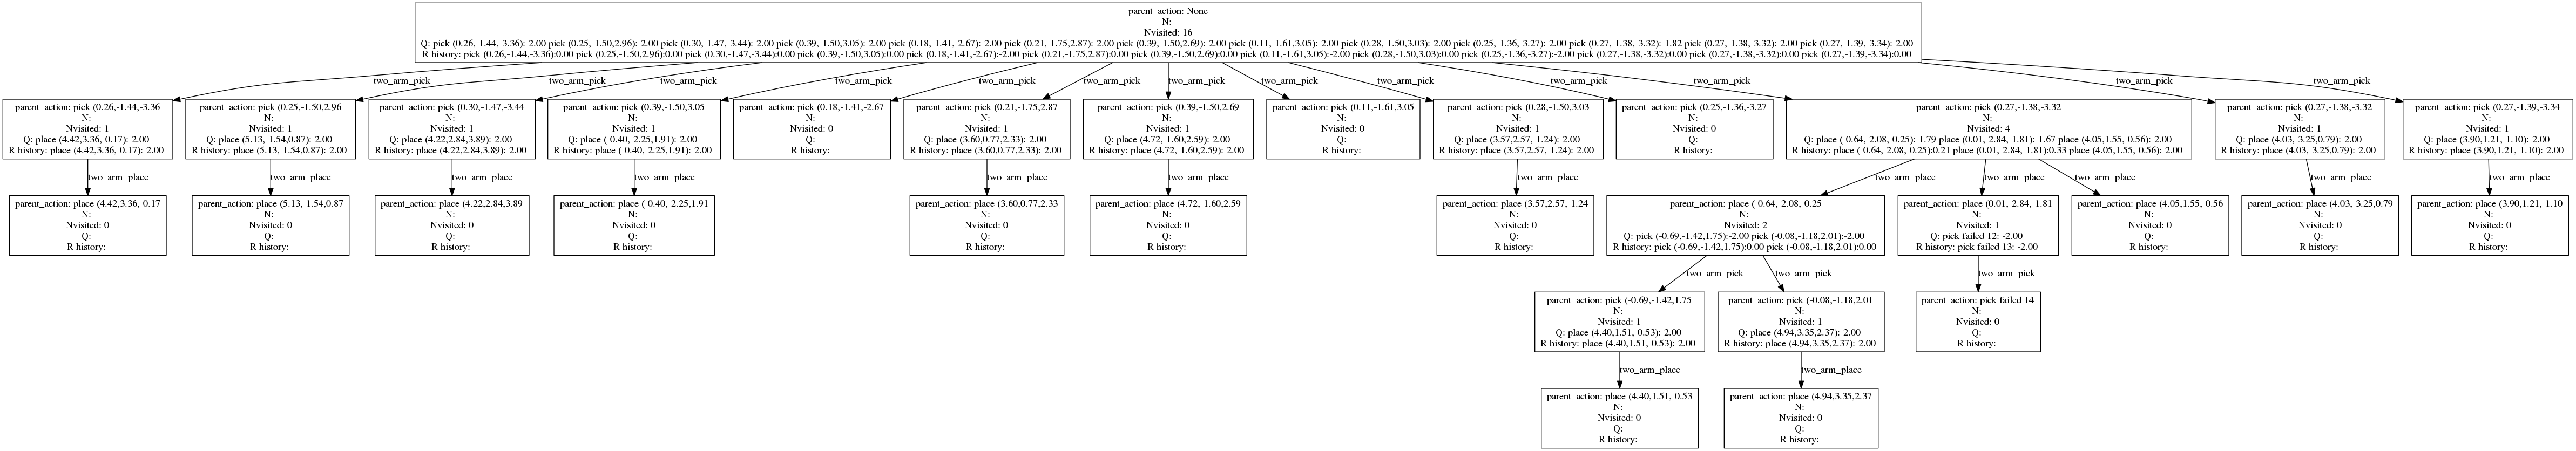 parent_action: None
N:
Nvisited: 16
Q: pick (0.26,-1.44,-3.36):-2.00 pick (0.25,-1.50,2.96):-2.00 pick (0.30,-1.47,-3.44):-2.00 pick (0.39,-1.50,3.05):-2.00 pick (0.18,-1.41,-2.67):-2.00 pick (0.21,-1.75,2.87):-2.00 pick (0.39,-1.50,2.69):-2.00 pick (0.11,-1.61,3.05):-2.00 pick (0.28,-1.50,3.03):-2.00 pick (0.25,-1.36,-3.27):-2.00 pick (0.27,-1.38,-3.32):-1.82 pick (0.27,-1.38,-3.32):-2.00 pick (0.27,-1.39,-3.34):-2.00
R history: pick (0.26,-1.44,-3.36):0.00 pick (0.25,-1.50,2.96):0.00 pick (0.30,-1.47,-3.44):0.00 pick (0.39,-1.50,3.05):0.00 pick (0.18,-1.41,-2.67):-2.00 pick (0.21,-1.75,2.87):0.00 pick (0.39,-1.50,2.69):0.00 pick (0.11,-1.61,3.05):-2.00 pick (0.28,-1.50,3.03):0.00 pick (0.25,-1.36,-3.27):-2.00 pick (0.27,-1.38,-3.32):0.00 pick (0.27,-1.38,-3.32):0.00 pick (0.27,-1.39,-3.34):0.00
two_arm_pick
two_arm_pick
two_arm_pick
two_arm_pick
two_arm_pick
two_arm_pick
two_arm_pick
two_arm_pick
two_arm_pick
two_arm_pick
two_arm_pick
two_arm_pick
two_arm_pick
parent_action: pick (0.26,-1.44,-3.36
N:
Nvisited: 1
Q: place (4.42,3.36,-0.17):-2.00
R history: place (4.42,3.36,-0.17):-2.00
parent_action: pick (0.25,-1.50,2.96
N:
Nvisited: 1
Q: place (5.13,-1.54,0.87):-2.00
R history: place (5.13,-1.54,0.87):-2.00
parent_action: pick (0.30,-1.47,-3.44
N:
Nvisited: 1
Q: place (4.22,2.84,3.89):-2.00
R history: place (4.22,2.84,3.89):-2.00
parent_action: pick (0.39,-1.50,3.05
N:
Nvisited: 1
Q: place (-0.40,-2.25,1.91):-2.00
R history: place (-0.40,-2.25,1.91):-2.00
parent_action: pick (0.18,-1.41,-2.67
N:
Nvisited: 0
Q:
R history:
parent_action: pick (0.21,-1.75,2.87
N:
Nvisited: 1
Q: place (3.60,0.77,2.33):-2.00
R history: place (3.60,0.77,2.33):-2.00
parent_action: pick (0.39,-1.50,2.69
N:
Nvisited: 1
Q: place (4.72,-1.60,2.59):-2.00
R history: place (4.72,-1.60,2.59):-2.00
parent_action: pick (0.11,-1.61,3.05
N:
Nvisited: 0
Q:
R history:
parent_action: pick (0.28,-1.50,3.03
N:
Nvisited: 1
Q: place (3.57,2.57,-1.24):-2.00
R history: place (3.57,2.57,-1.24):-2.00
parent_action: pick (0.25,-1.36,-3.27
N:
Nvisited: 0
Q:
R history:
parent_action: pick (0.27,-1.38,-3.32
N:
Nvisited: 4
Q: place (-0.64,-2.08,-0.25):-1.79 place (0.01,-2.84,-1.81):-1.67 place (4.05,1.55,-0.56):-2.00
R history: place (-0.64,-2.08,-0.25):0.21 place (0.01,-2.84,-1.81):0.33 place (4.05,1.55,-0.56):-2.00
parent_action: pick (0.27,-1.38,-3.32
N:
Nvisited: 1
Q: place (4.03,-3.25,0.79):-2.00
R history: place (4.03,-3.25,0.79):-2.00
parent_action: pick (0.27,-1.39,-3.34
N:
Nvisited: 1
Q: place (3.90,1.21,-1.10):-2.00
R history: place (3.90,1.21,-1.10):-2.00
two_arm_place
two_arm_place
two_arm_place
two_arm_place
two_arm_place
two_arm_place
two_arm_place
two_arm_place
two_arm_place
two_arm_place
two_arm_place
two_arm_place
parent_action: place (4.42,3.36,-0.17
N:
Nvisited: 0
Q:
R history:
parent_action: place (5.13,-1.54,0.87
N:
Nvisited: 0
Q:
R history:
parent_action: place (4.22,2.84,3.89
N:
Nvisited: 0
Q:
R history:
parent_action: place (-0.40,-2.25,1.91
N:
Nvisited: 0
Q:
R history:
parent_action: place (3.60,0.77,2.33
N:
Nvisited: 0
Q:
R history:
parent_action: place (4.72,-1.60,2.59
N:
Nvisited: 0
Q:
R history:
parent_action: place (3.57,2.57,-1.24
N:
Nvisited: 0
Q:
R history:
parent_action: place (-0.64,-2.08,-0.25
N:
Nvisited: 2
Q: pick (-0.69,-1.42,1.75):-2.00 pick (-0.08,-1.18,2.01):-2.00
R history: pick (-0.69,-1.42,1.75):0.00 pick (-0.08,-1.18,2.01):0.00
parent_action: place (0.01,-2.84,-1.81
N:
Nvisited: 1
Q: pick failed 12: -2.00
R history: pick failed 13: -2.00
parent_action: place (4.05,1.55,-0.56
N:
Nvisited: 0
Q:
R history:
parent_action: place (4.03,-3.25,0.79
N:
Nvisited: 0
Q:
R history:
parent_action: place (3.90,1.21,-1.10
N:
Nvisited: 0
Q:
R history:
two_arm_pick
two_arm_pick
two_arm_pick
parent_action: pick (-0.69,-1.42,1.75
N:
Nvisited: 1
Q: place (4.40,1.51,-0.53):-2.00
R history: place (4.40,1.51,-0.53):-2.00
parent_action: pick (-0.08,-1.18,2.01
N:
Nvisited: 1
Q: place (4.94,3.35,2.37):-2.00
R history: place (4.94,3.35,2.37):-2.00
parent_action: pick failed 14
N:
Nvisited: 0
Q:
R history:
two_arm_place
two_arm_place
parent_action: place (4.40,1.51,-0.53
N:
Nvisited: 0
Q:
R history:
parent_action: place (4.94,3.35,2.37
N:
Nvisited: 0
Q:
R history: